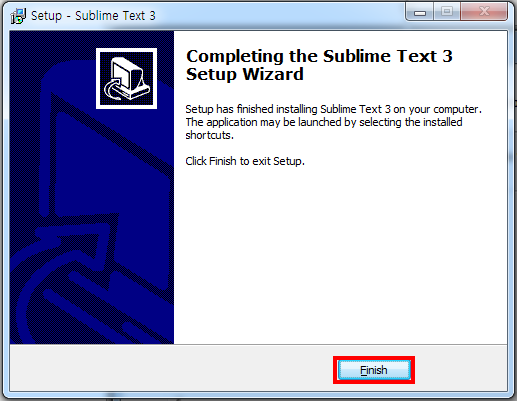 Setup - Sublime Text 3
Completing the Sublime Text 3
Setup Wizard
Setup has finished installing Sublime Text 3 on your computer.
The application may be launched by selecting the installed
shortcuts.
Click Finish to exit Setup.
Finish